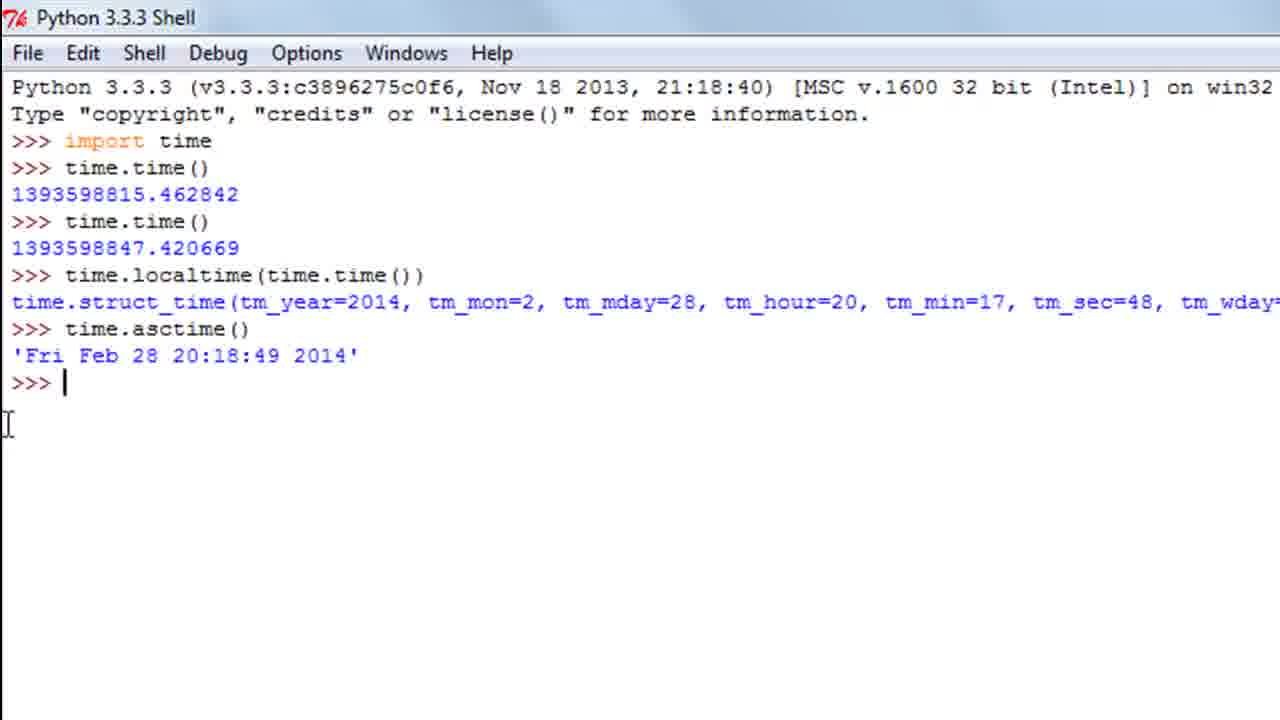 Python 3.3.3 Shell
File Edit Shell Debug Options Windows Help
Python 3.3.3 (v3.3.3:c3896275c0f6, Nov 18 2013, 21:18:40) [MSC v.1600 32 bit (Intel)] on win32
Type "copyright", "credits" or "license()" for more information.
>>> import time
>>> time.time()
1393598815.462842
>>> time.time()
1393598847.420669
>>> time.localtime(time.time())
time.struct_time(tm_year=2014, tm_mon=2, tm_mday=28, tm_hour=20, tm_min=17, tm_sec=48, tm_wday=
>>> time.asctime()
'Fri Feb 28 20:18:49 2014'
>>>